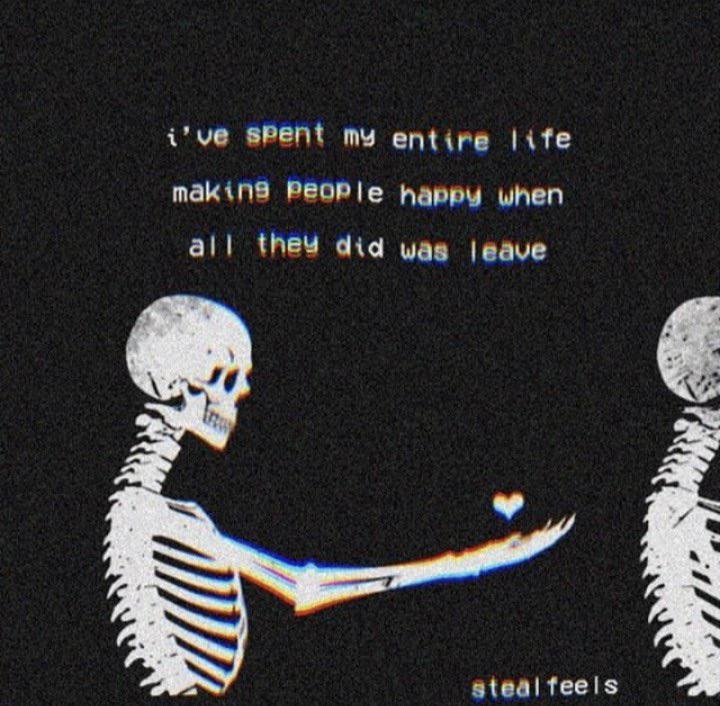 i've spent my entire life
making people happy when
all they did was leave
stealfeels